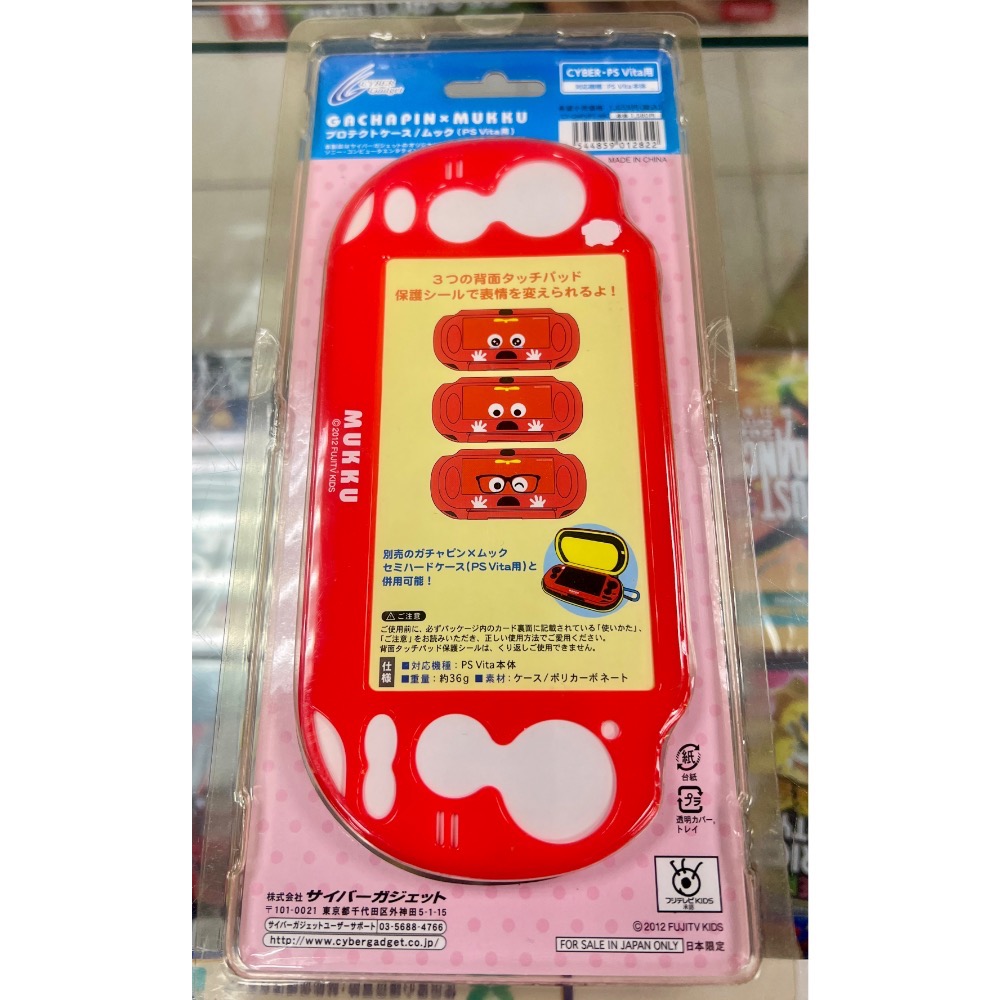 CYBER Gadget
CYBER・PS Vita用
対応機種：PS Vita本体
GACHAPIN×MUKKU
プロテクトケース/ムック(PS Vita用)
544859 012822
MADE IN CHINA
3つの背面タッチパッド
保護シールで表情を変えられるよ！
MUKKU
©2012 FUJITV KIDS
別売のガチャピン×ムック
セミハードケース(PS Vita用)と
併用可能！
ご注意
ご使用前に、必ずパッケージ内のカード裏面に記載されている「使いかた」、
「ご注意」をお読みいただき、正しい使用方法でご愛用ください。
背面タッチパッド保護シールは、くり返しご使用できません。
仕様
■対応機種：PS Vita本体
■重量：約36g ■素材：ケース/ポリカーボネート
紙
台紙
プラ
透明カバー、
トレイ
フジテレビKIDS
株式会社 サイバーガジェット
〒101-0021 東京都千代田区外神田5-1-15
サイバーガジェットユーザーサポート 03-5688-4766
http://www.cybergadget.co.jp/
©2012 FUJITV KIDS
FOR SALE IN JAPAN ONLY 日本限定